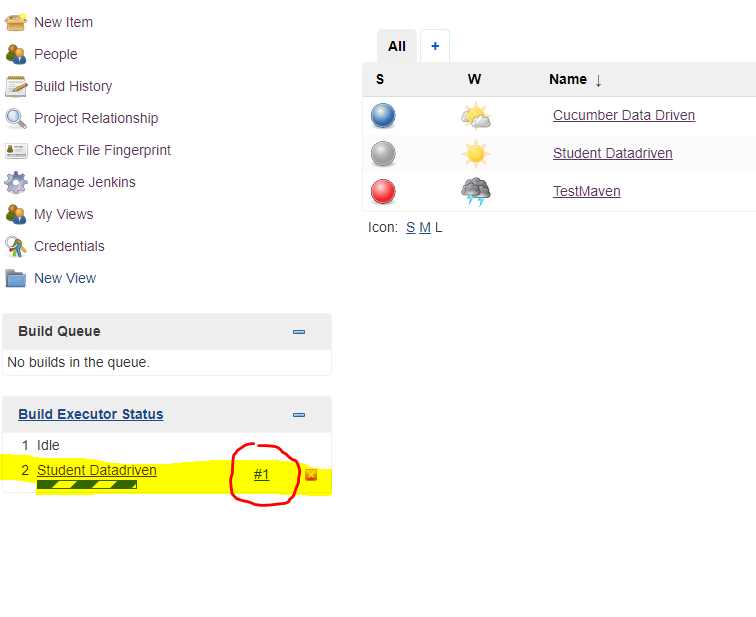 New Item
People
Build History
Project Relationship
Check File Fingerprint
Manage Jenkins
My Views
Credentials
New View
Build Queue
No builds in the queue.
Build Executor Status
1 Idle
2 Student Datadriven #1
All +
S W Name ↓
Cucumber Data Driven
Student Datadriven
TestMaven
Icon: S M L